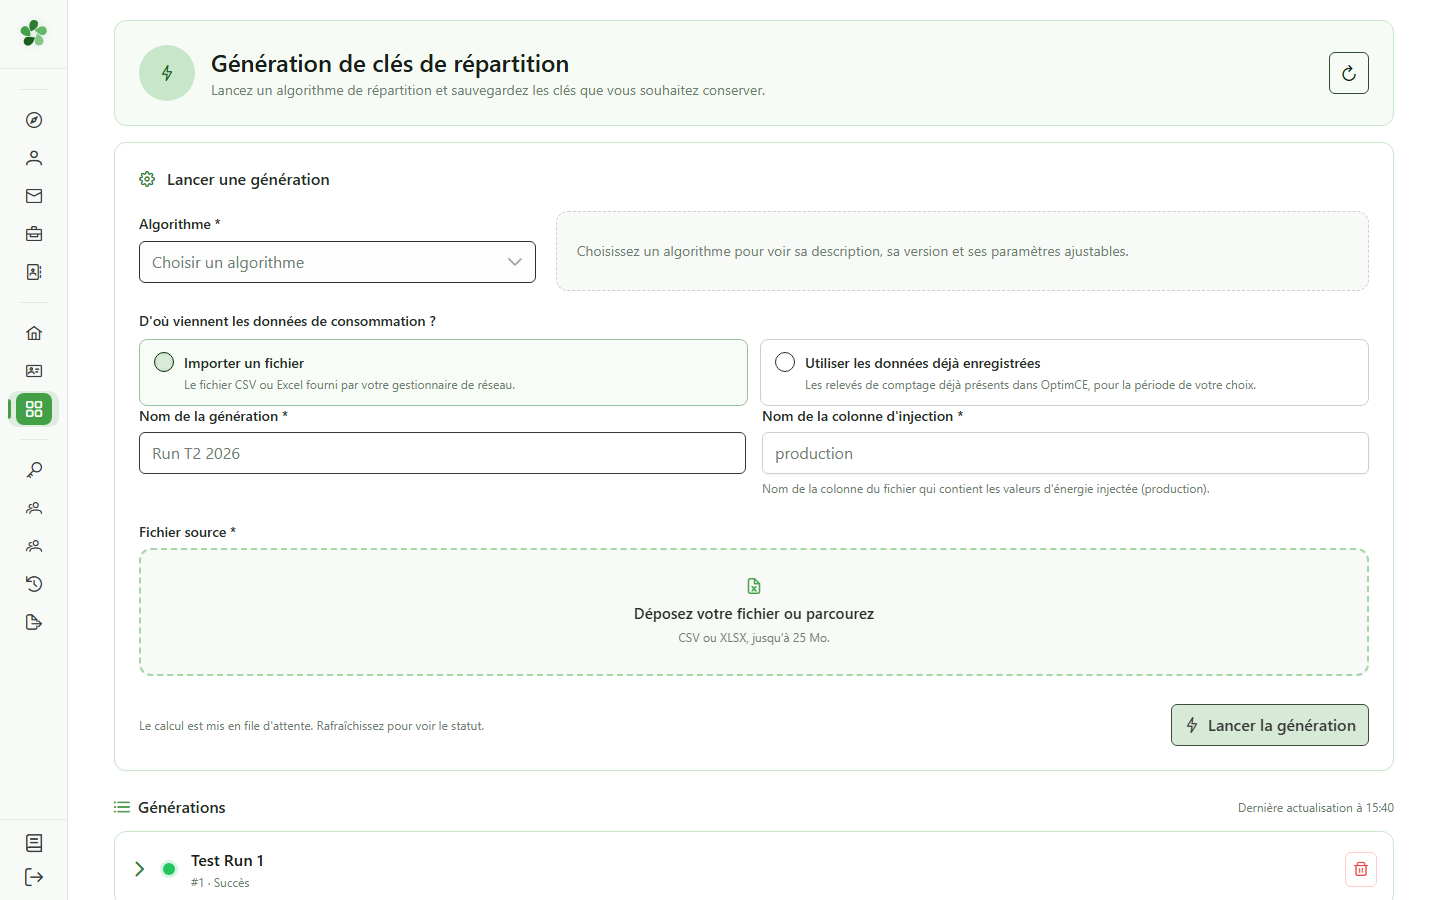 Génération de clés de répartition
Lancez un algorithme de répartition et sauvegardez les clés que vous souhaitez conserver.
Lancer une génération
Algorithme *
Choisir un algorithme
Choisissez un algorithme pour voir sa description, sa version et ses paramètres ajustables.
D'où viennent les données de consommation ?
Importer un fichier
Le fichier CSV ou Excel fourni par votre gestionnaire de réseau.
Utiliser les données déjà enregistrées
Les relevés de comptage déjà présents dans OptimCE, pour la période de votre choix.
Nom de la génération *
Run T2 2026
Nom de la colonne d'injection *
production
Nom de la colonne du fichier qui contient les valeurs d'énergie injectée (production).
Fichier source *
Déposez votre fichier ou parcourez
CSV ou XLSX, jusqu'à 25 Mo.
Le calcul est mis en file d'attente. Rafraîchissez pour voir le statut.
Lancer la génération
Générations
Dernière actualisation à 15:40
Test Run 1
#1 · Succès